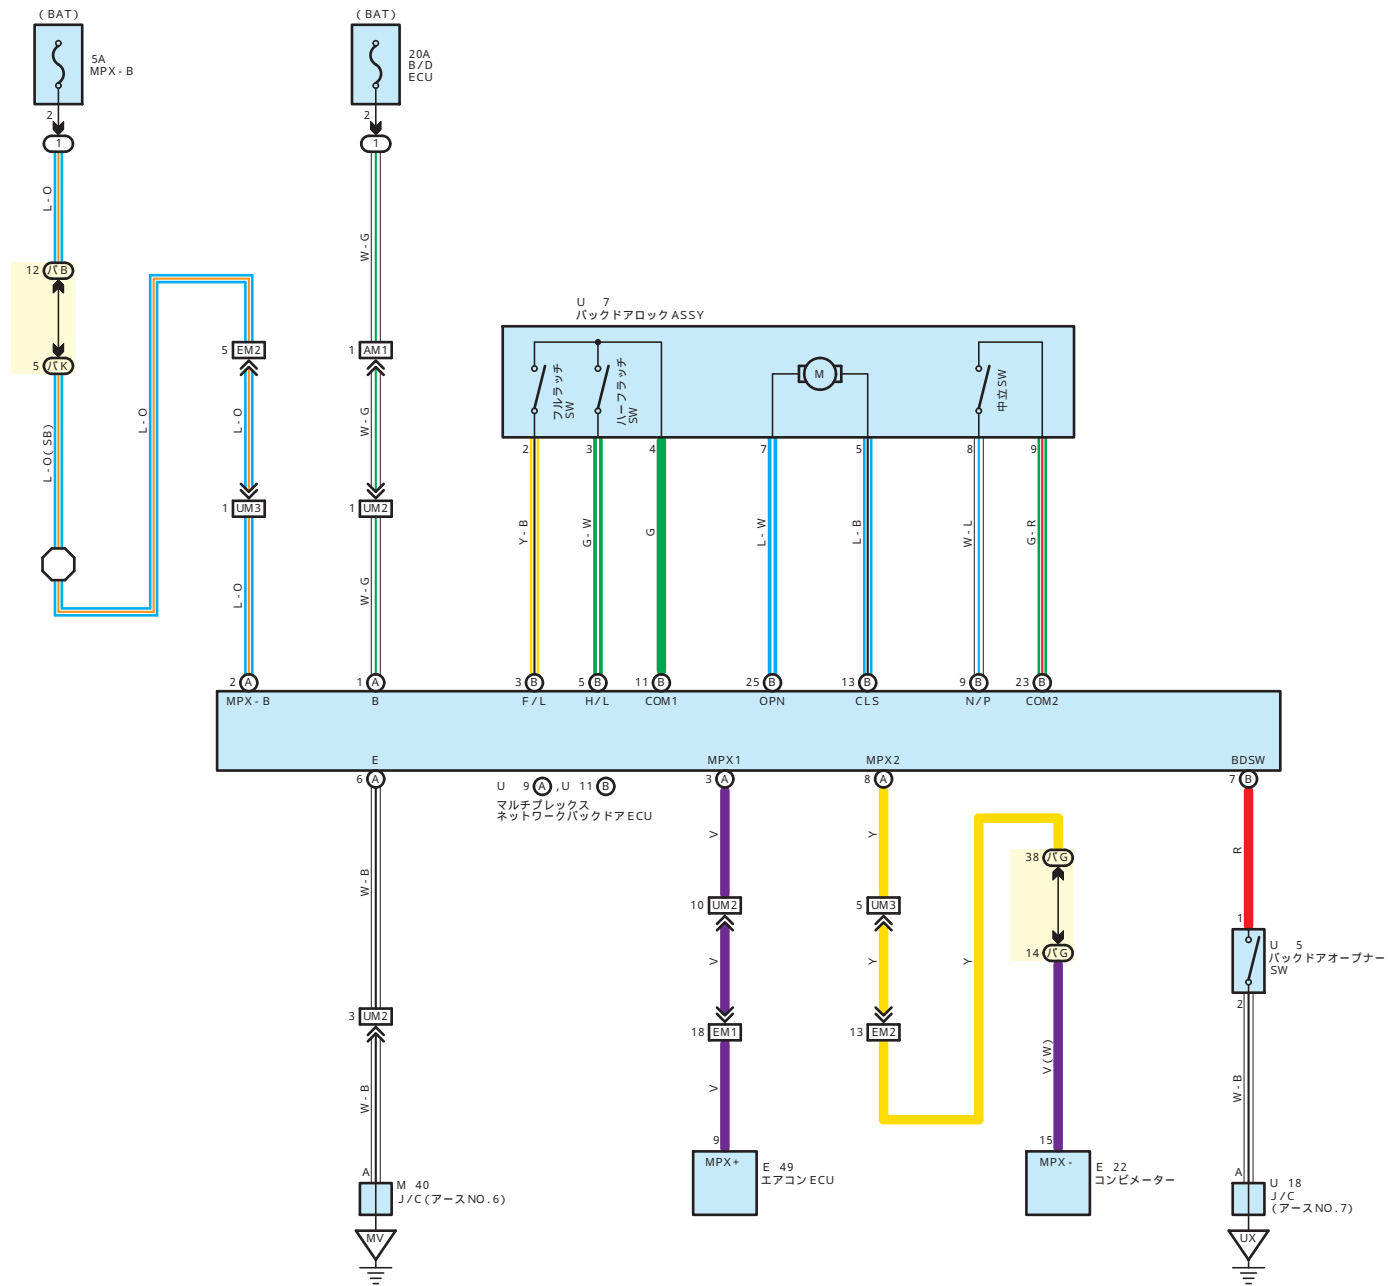 (BAT)
(BAT)
5A
MPX-B
20A
B/D
ECU
2
2
1
1
L-O
W-G
12 バB
5 バK
L-O(SB)
L-O
5 EM2
1 AM1
L-O
W-G
1 UM3
1 UM2
L-O
W-G
U 7
バックドアロックASSY
フルラッチ
SW
ハーフラッチ
SW
M
中立SW
2
3
4
7
5
8
9
Y-B
G-W
G
L-W
L-B
W-L
G-R
2 A
1 A
3 B
5 B
11 B
25 B
13 B
9 B
23 B
MPX-B
B
F/L
H/L
COM1
OPN
CLS
N/P
COM2
E
MPX1
MPX2
BDSW
6 A
3 A
8 A
7 B
U 9 A ,U 11 B
マルチプレックス
ネットワークバックドアECU
W-B
V
Y
R
38 バG
14 バG
10 UM2
5 UM3
1
U 5
バックドアオープナー
SW
2
V
Y
Y
3 UM2
18 EM1
13 EM2
V(W)
W-B
V
W-B
A
9
15
A
M 40
J/C(アースNO.6)
MPX+
E 49
エアコンECU
MPX-
E 22
コンビメーター
U 18
J/C
(アースNO.7)
MV
UX